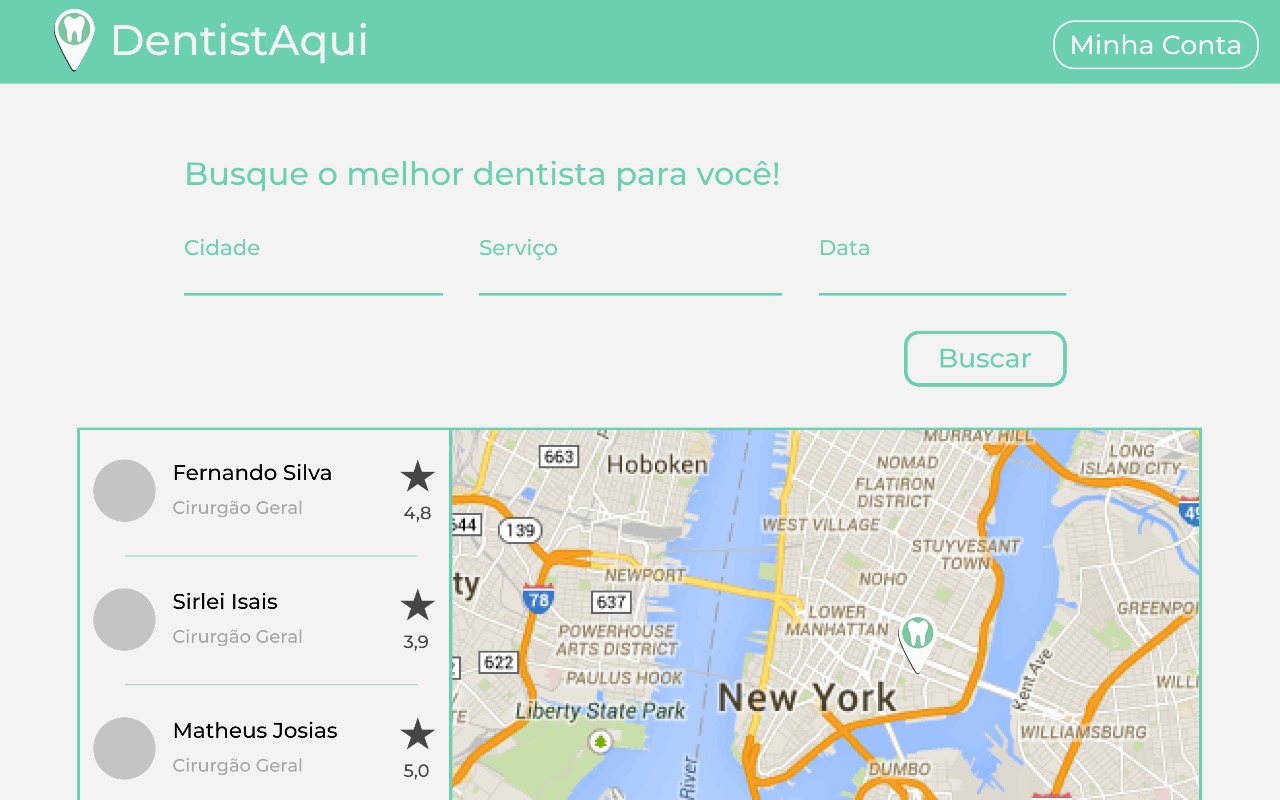 DentistAqui
Minha Conta
Busque o melhor dentista para você!
Cidade
Serviço
Data
Buscar
Fernando Silva
Cirurgão Geral
4,8
Sirlei Isais
Cirurgão Geral
3,9
Matheus Josias
Cirurgão Geral
5,0
663
Hoboken
MURRAY HILL
NOMAD
FLATIRON
DISTRICT
LONG
ISLAND CITY
139
WEST VILLAGE
STUYVESANT
TOWN
NEWPORT
NOHO
78
637
LOWER
MANHATTAN
GREENPOI
POWERHOUSE
ARTS DISTRICT
622
PAULUS HOOK
Kent Ave
New York
Liberty State Park
WILLIAMSBURG
DUMBO
River